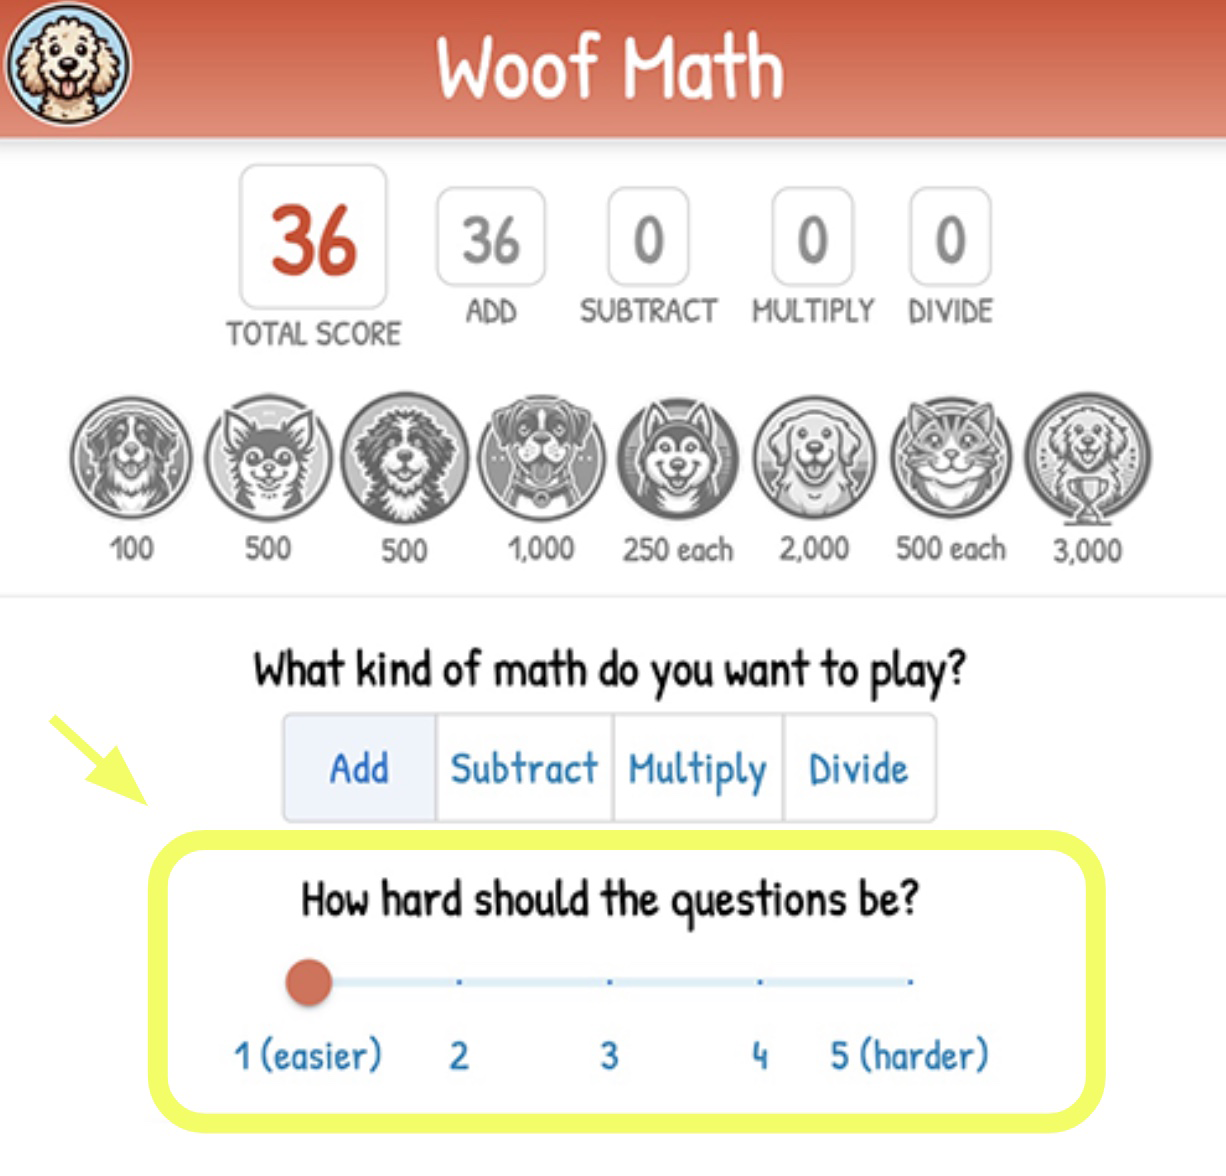 Woof Math
36 36 0 0 0
TOTAL SCORE ADD SUBTRACT MULTIPLY DIVIDE
100 500 500 1,000 250 each 2,000 500 each 3,000
What kind of math do you want to play?
Add Subtract Multiply Divide
How hard should the questions be?
1 (easier) 2 3 4 5 (harder)